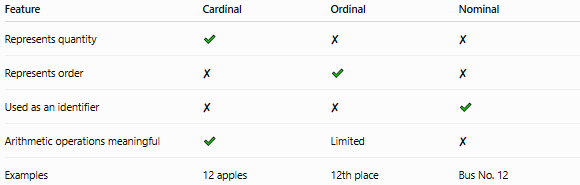 Feature Cardinal Ordinal Nominal
Represents quantity ✔ ✗ ✗
Represents order ✗ ✔ ✗
Used as an identifier ✗ ✗ ✔
Arithmetic operations meaningful ✔ Limited ✗
Examples 12 apples 12th place Bus No. 12